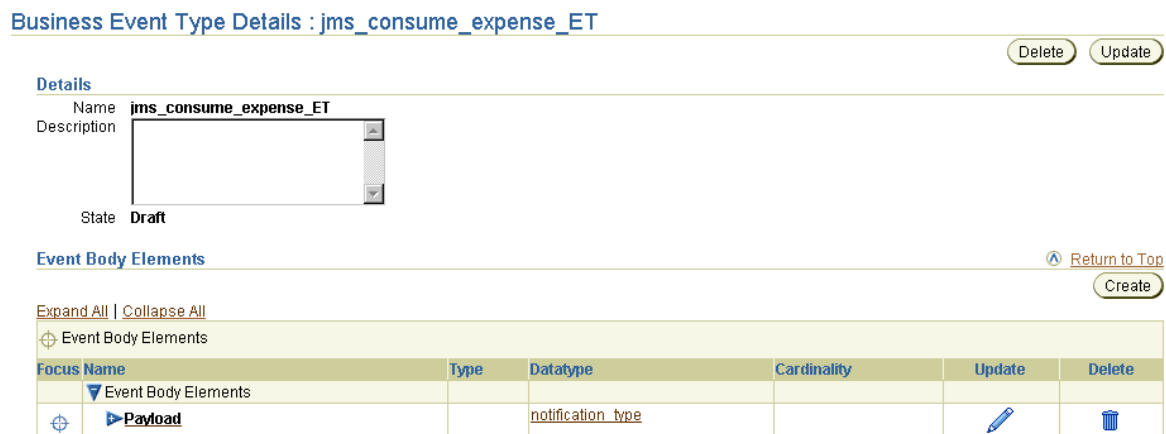 Business Event Type Details : jms_consume_expense_ET
Delete Update
Details
Name jms_consume_expense_ET
Description
State Draft
Event Body Elements Return to Top
Create
Expand All | Collapse All
Event Body Elements
Focus Name Type Datatype Cardinality Update Delete
Event Body Elements
Payload notification_type